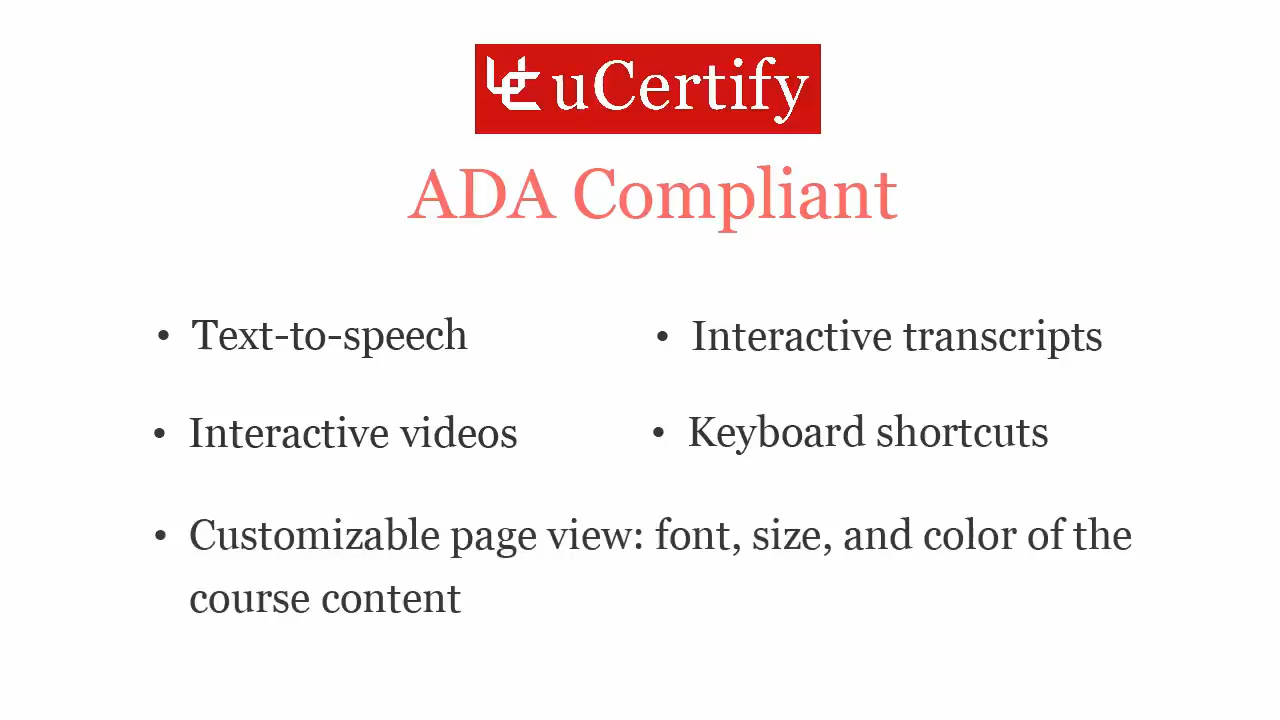 uCertify
ADA Compliant
• Text-to-speech
• Interactive transcripts
• Interactive videos
• Keyboard shortcuts
• Customizable page view: font, size, and color of the
course content